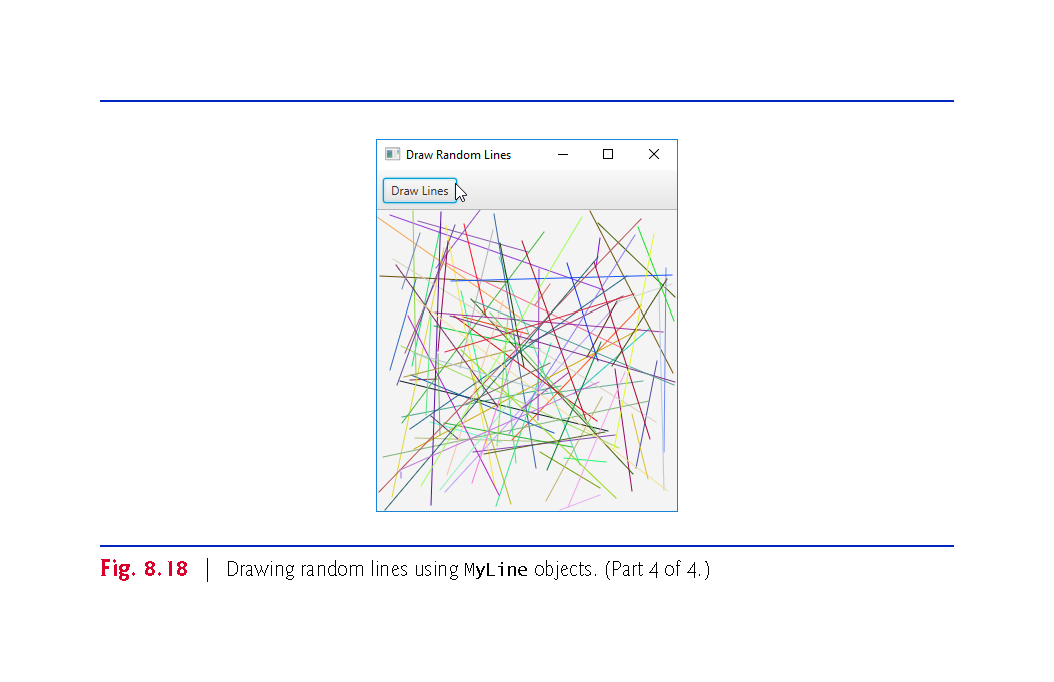 Draw Random Lines
Draw Lines
Fig. 8.18 | Drawing random lines using MyLine objects. (Part 4 of 4.)